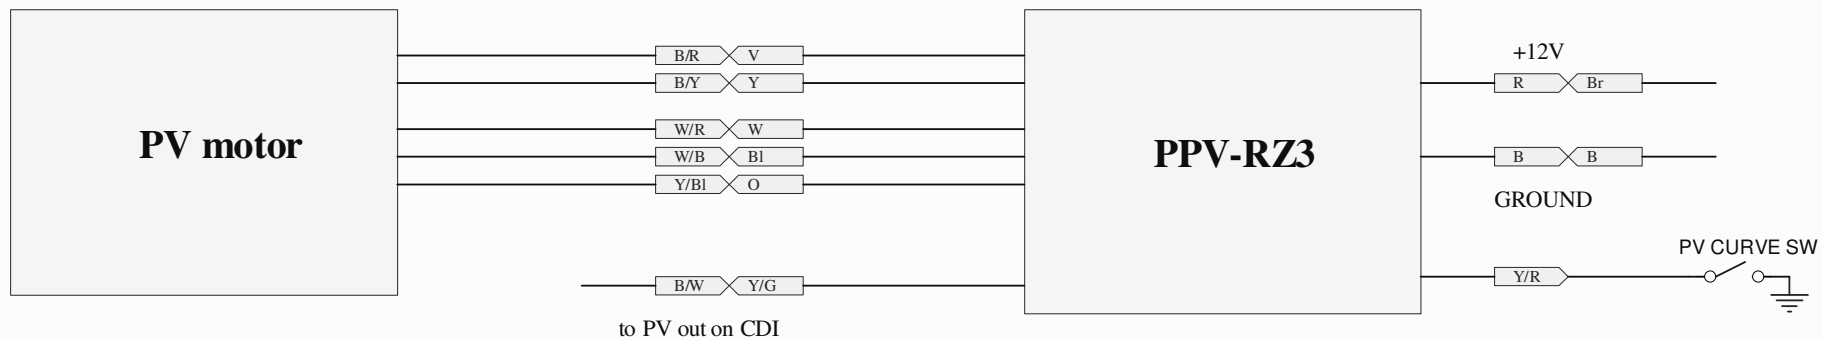 PV motor
B/R V
B/Y Y
W/R W
W/B Bl
Y/Bl O
B/W Y/G
to PV out on CDI
PPV-RZ3
+12V
R Br
B B
GROUND
PV CURVE SW
Y/R